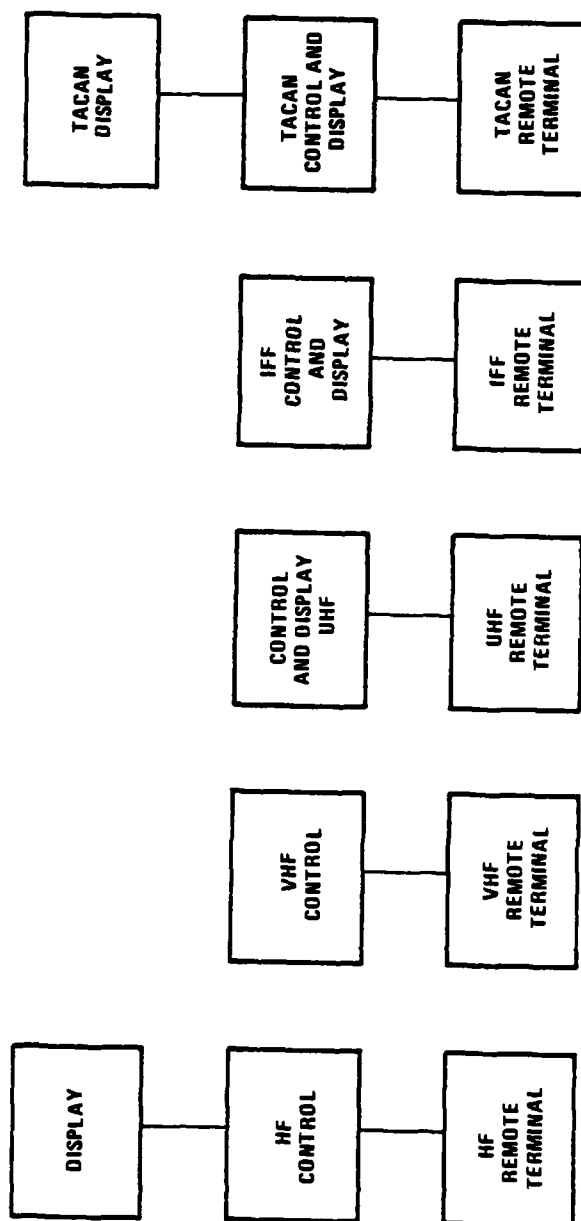 DISPLAY
TACAN
DISPLAY
HF
CONTROL
VHF
CONTROL
CONTROL
AND DISPLAY
UHF
IFF
CONTROL
AND
DISPLAY
TACAN
CONTROL AND
DISPLAY
HF
REMOTE
TERMINAL
VHF
REMOTE
TERMINAL
UHF
REMOTE
TERMINAL
IFF
REMOTE
TERMINAL
TACAN
REMOTE
TERMINAL